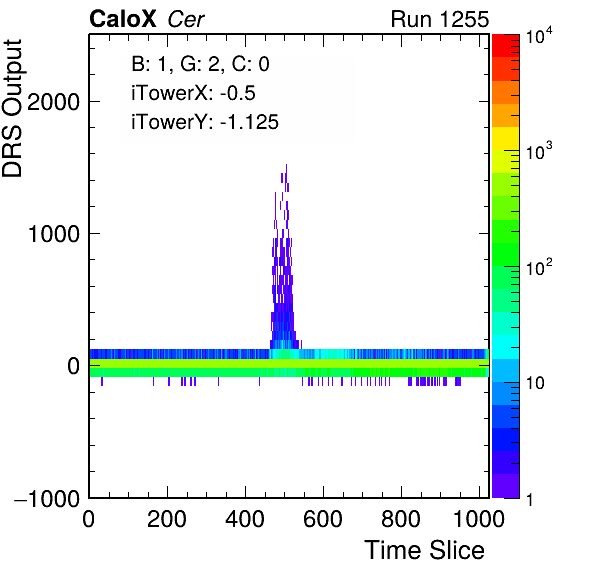 CaloX Cer Run 1255
B: 1, G: 2, C: 0
iTowerX: -0.5
iTowerY: -1.125
DRS Output
2000
1000
0
−1000
0 200 400 600 800 1000
Time Slice
10^4
10^3
10^2
10
1